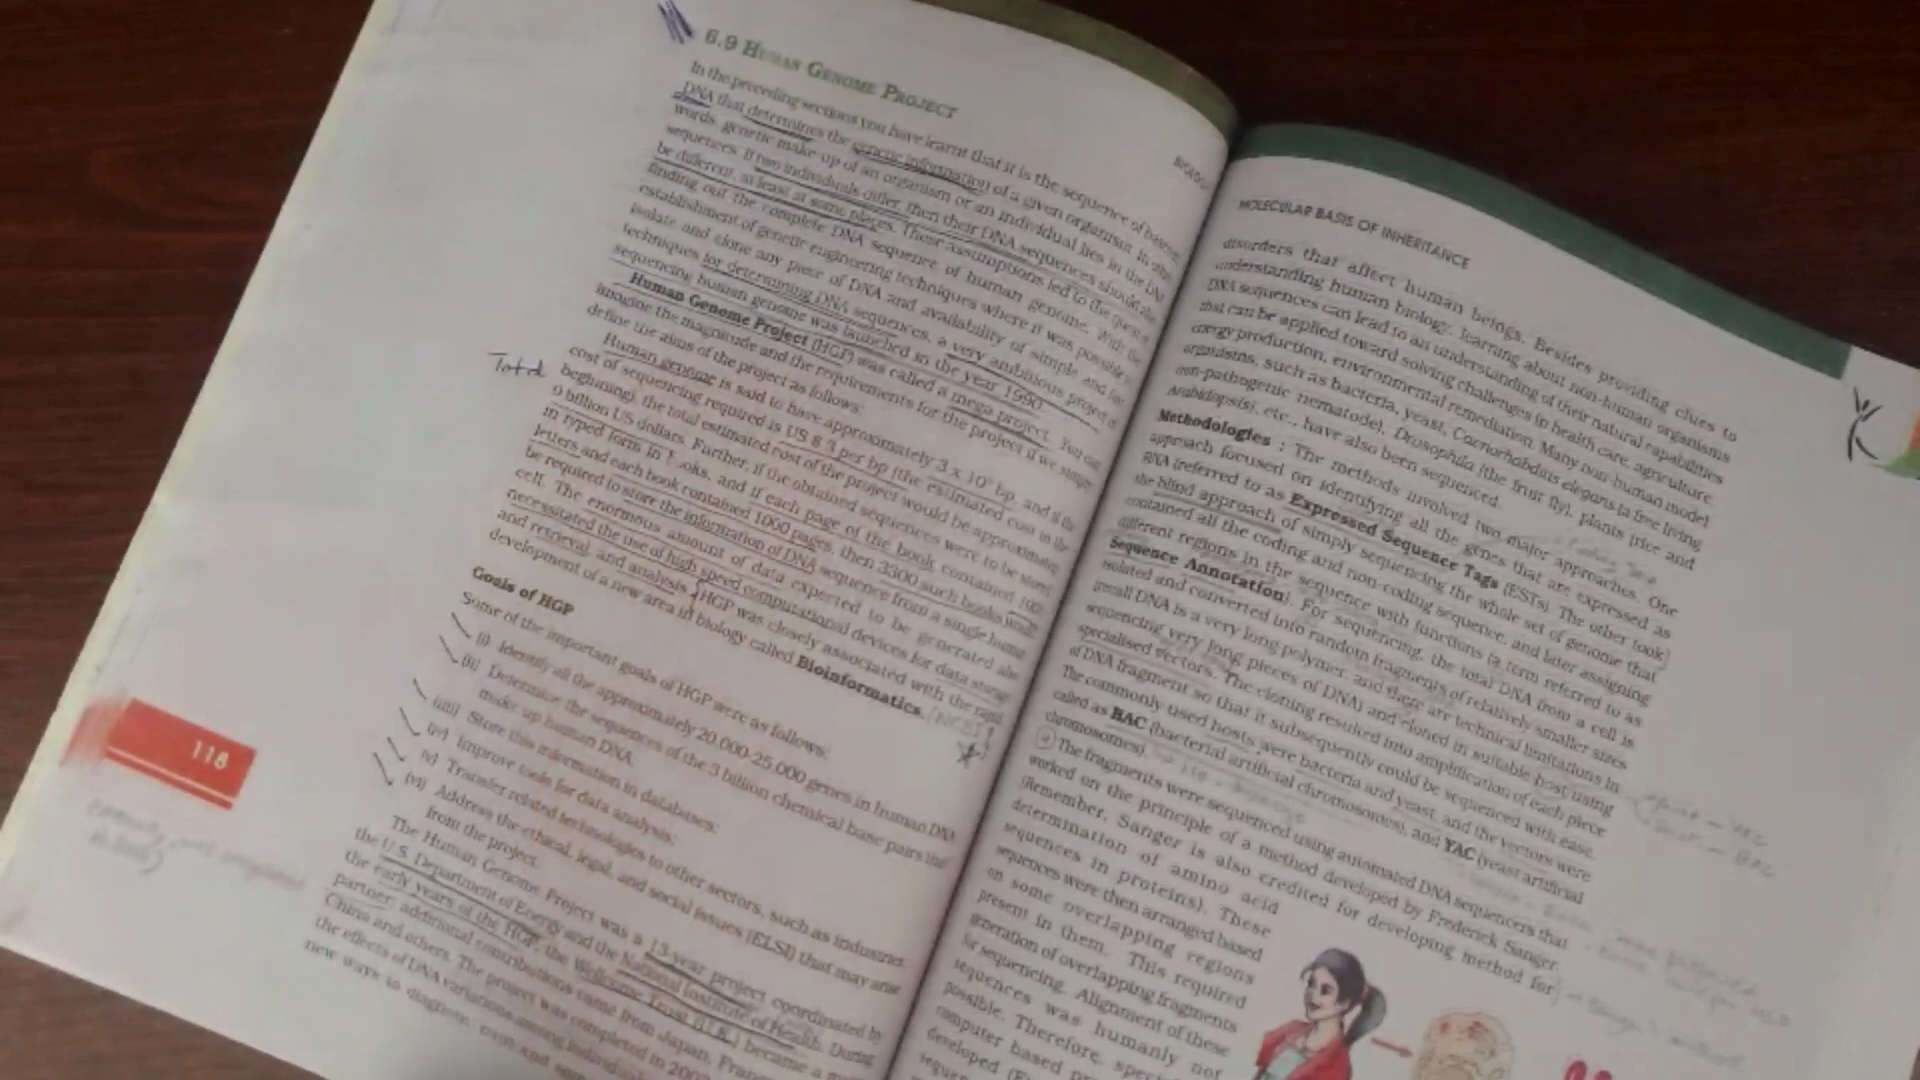 6.9 HUMAN GENOME PROJECT
In the preceding sections you have learnt that it is the sequence of bases in
DNA that determines the genetic information of a given organism. In other
words, genetic make-up of an organism or an individual lies in the DNA
sequences. If two individuals differ, then their DNA sequences should also
be different, at least at some places. These assumptions led to the quest of
finding out the complete DNA sequence of human genome. With the
establishment of genetic engineering techniques where it was possible to
isolate and clone any piece of DNA and availability of simple and fast
techniques for determining DNA sequences, a very ambitious project of
sequencing human genome was launched in the year 1990.
Human Genome Project (HGP) was called a mega project. You can
imagine the magnitude and the requirements for the project if we simply
define the aims of the project as follows:
Human genome is said to have approximately 3 x 10⁹ bp, and if the
cost of sequencing required is US $ 3 per bp (the estimated cost in the
Total
beginning), the total estimated cost of the project would be approximately
9 billion US dollars. Further, if the obtained sequences were to be stored
in typed form in books, and if each page of the book contained 1000
letters and each book contained 1000 pages, then 3300 such books would
be required to store the information of DNA sequence from a single human
cell. The enormous amount of data expected to be generated also
necessitated the use of high speed computational devices for data storage
and retrieval, and analysis. HGP was closely associated with the rapid
development of a new area in biology called Bioinformatics.
Goals of HGP
Some of the important goals of HGP were as follows:
(i) Identify all the approximately 20,000-25,000 genes in human DNA
(ii) Determine the sequences of the 3 billion chemical base pairs that
make up human DNA
(iii) Store this information in databases;
(iv) Improve tools for data analysis;
(v) Transfer related technologies to other sectors, such as industries
(vi) Address the ethical, legal, and social issues (ELSI) that may arise
from the project.
118
The Human Genome Project was a 13-year project coordinated by
the U.S. Department of Energy and the National Institute of Health. During
the early years of the HGP, the Wellcome Trust (U.K.) became a
partner; additional contributions came from Japan,
China and others. The project was completed in
the effects of DNA variations among
new ways to diagnose, treat and
MOLECULAR BASIS OF INHERITANCE
disorders that affect human beings. Besides providing clues to
understanding human biology, learning about non-human organisms
DNA sequences can lead to an understanding of their natural capabilities
that can be applied toward solving challenges in health care, agriculture
energy production, environmental remediation. Many non-human model
organisms, such as bacteria, yeast, Caenorhabditis elegans (a free living
non-pathogenic nematode), Drosophila (the fruit fly), plants (rice and
Arabidopsis), etc., have also been sequenced.
Methodologies : The methods involved two major approaches. One
approach focused on identifying all the genes that are expressed as
RNA (referred to as Expressed Sequence Tags (ESTs). The other took
the blind approach of simply sequencing the whole set of genome that
contained all the coding and non-coding sequence, and later assigning
different regions in the sequence with functions (a term referred to as
Sequence Annotation). For sequencing, the total DNA from a cell is
isolated and converted into random fragments of relatively smaller sizes
(recall DNA is a very long polymer, and there are technical limitations in
sequencing very long pieces of DNA) and cloned in suitable host using
specialised vectors. The cloning resulted into amplification of each piece
of DNA fragment so that it subsequently could be sequenced with ease.
The commonly used hosts were bacteria and yeast, and the vectors were
called as BAC (bacterial artificial chromosomes), and YAC (yeast artificial
chromosomes).
The fragments were sequenced using automated DNA sequencers that
worked on the principle of a method developed by Frederick Sanger.
(Remember, Sanger is also credited for developing method for
determination of amino acid
sequences in proteins). These
sequences were then arranged based
on some overlapping regions
present in them. This required
generation of overlapping fragments
for sequencing. Alignment of these
sequences was humanly not
possible. Therefore,
computer based
developed